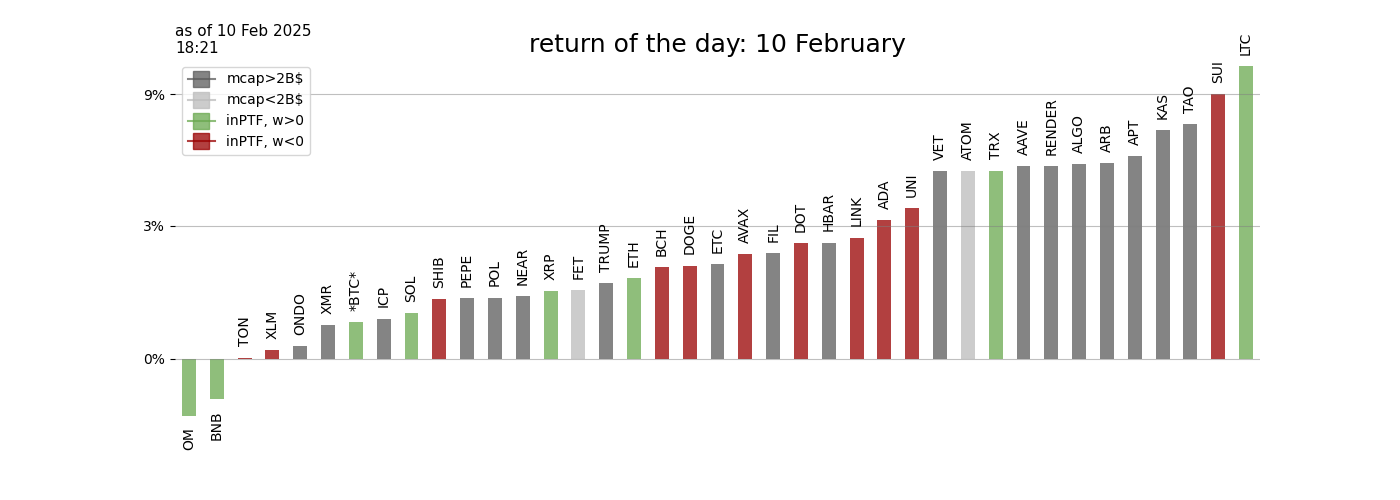 as of 10 Feb 2025
18:21
return of the day: 10 February
mcap>2B$
mcap<2B$
inPTF, w>0
inPTF, w<0
9%
3%
0%
OM
BNB
TON
XLM
ONDO
XMR
*BTC*
ICP
SOL
SHIB
PEPE
POL
NEAR
XRP
FET
TRUMP
ETH
BCH
DOGE
ETC
AVAX
FIL
DOT
HBAR
LINK
ADA
UNI
VET
ATOM
TRX
AAVE
RENDER
ALGO
ARB
APT
KAS
TAO
SUI
LTC